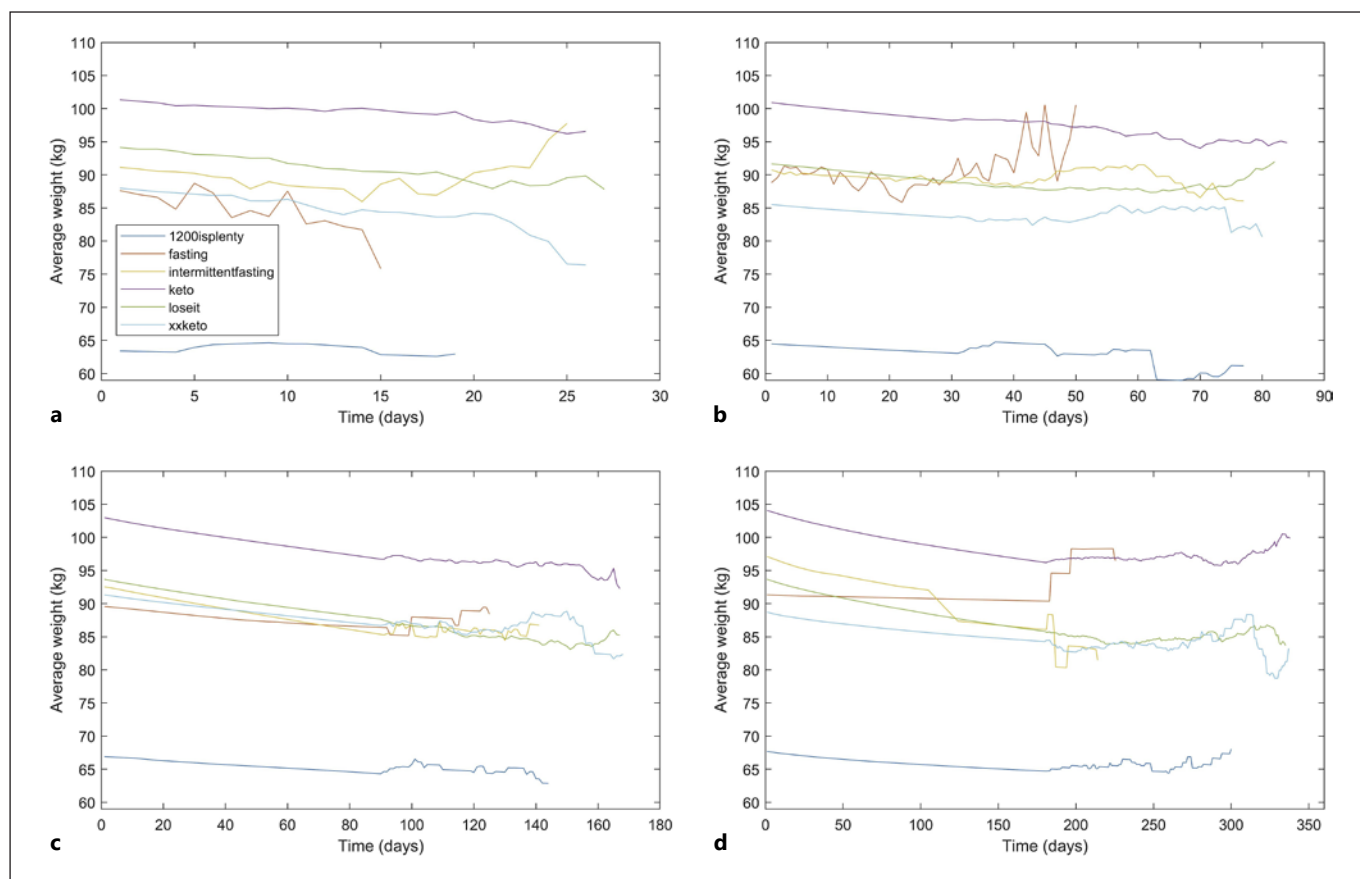 110
105
100
95
90
85
80
75
70
65
60
Average weight (kg)
1200isplenty
fasting
intermittentfasting
keto
loseit
xxketo
0 5 10 15 20 25 30
Time (days)
a
110
105
100
95
90
85
80
75
70
65
60
Average weight (kg)
0 10 20 30 40 50 60 70 80 90
Time (days)
b
110
105
100
95
90
85
80
75
70
65
60
Average weight (kg)
0 20 40 60 80 100 120 140 160 180
Time (days)
c
110
105
100
95
90
85
80
75
70
65
60
Average weight (kg)
0 50 100 150 200 250 300 350
Time (days)
d